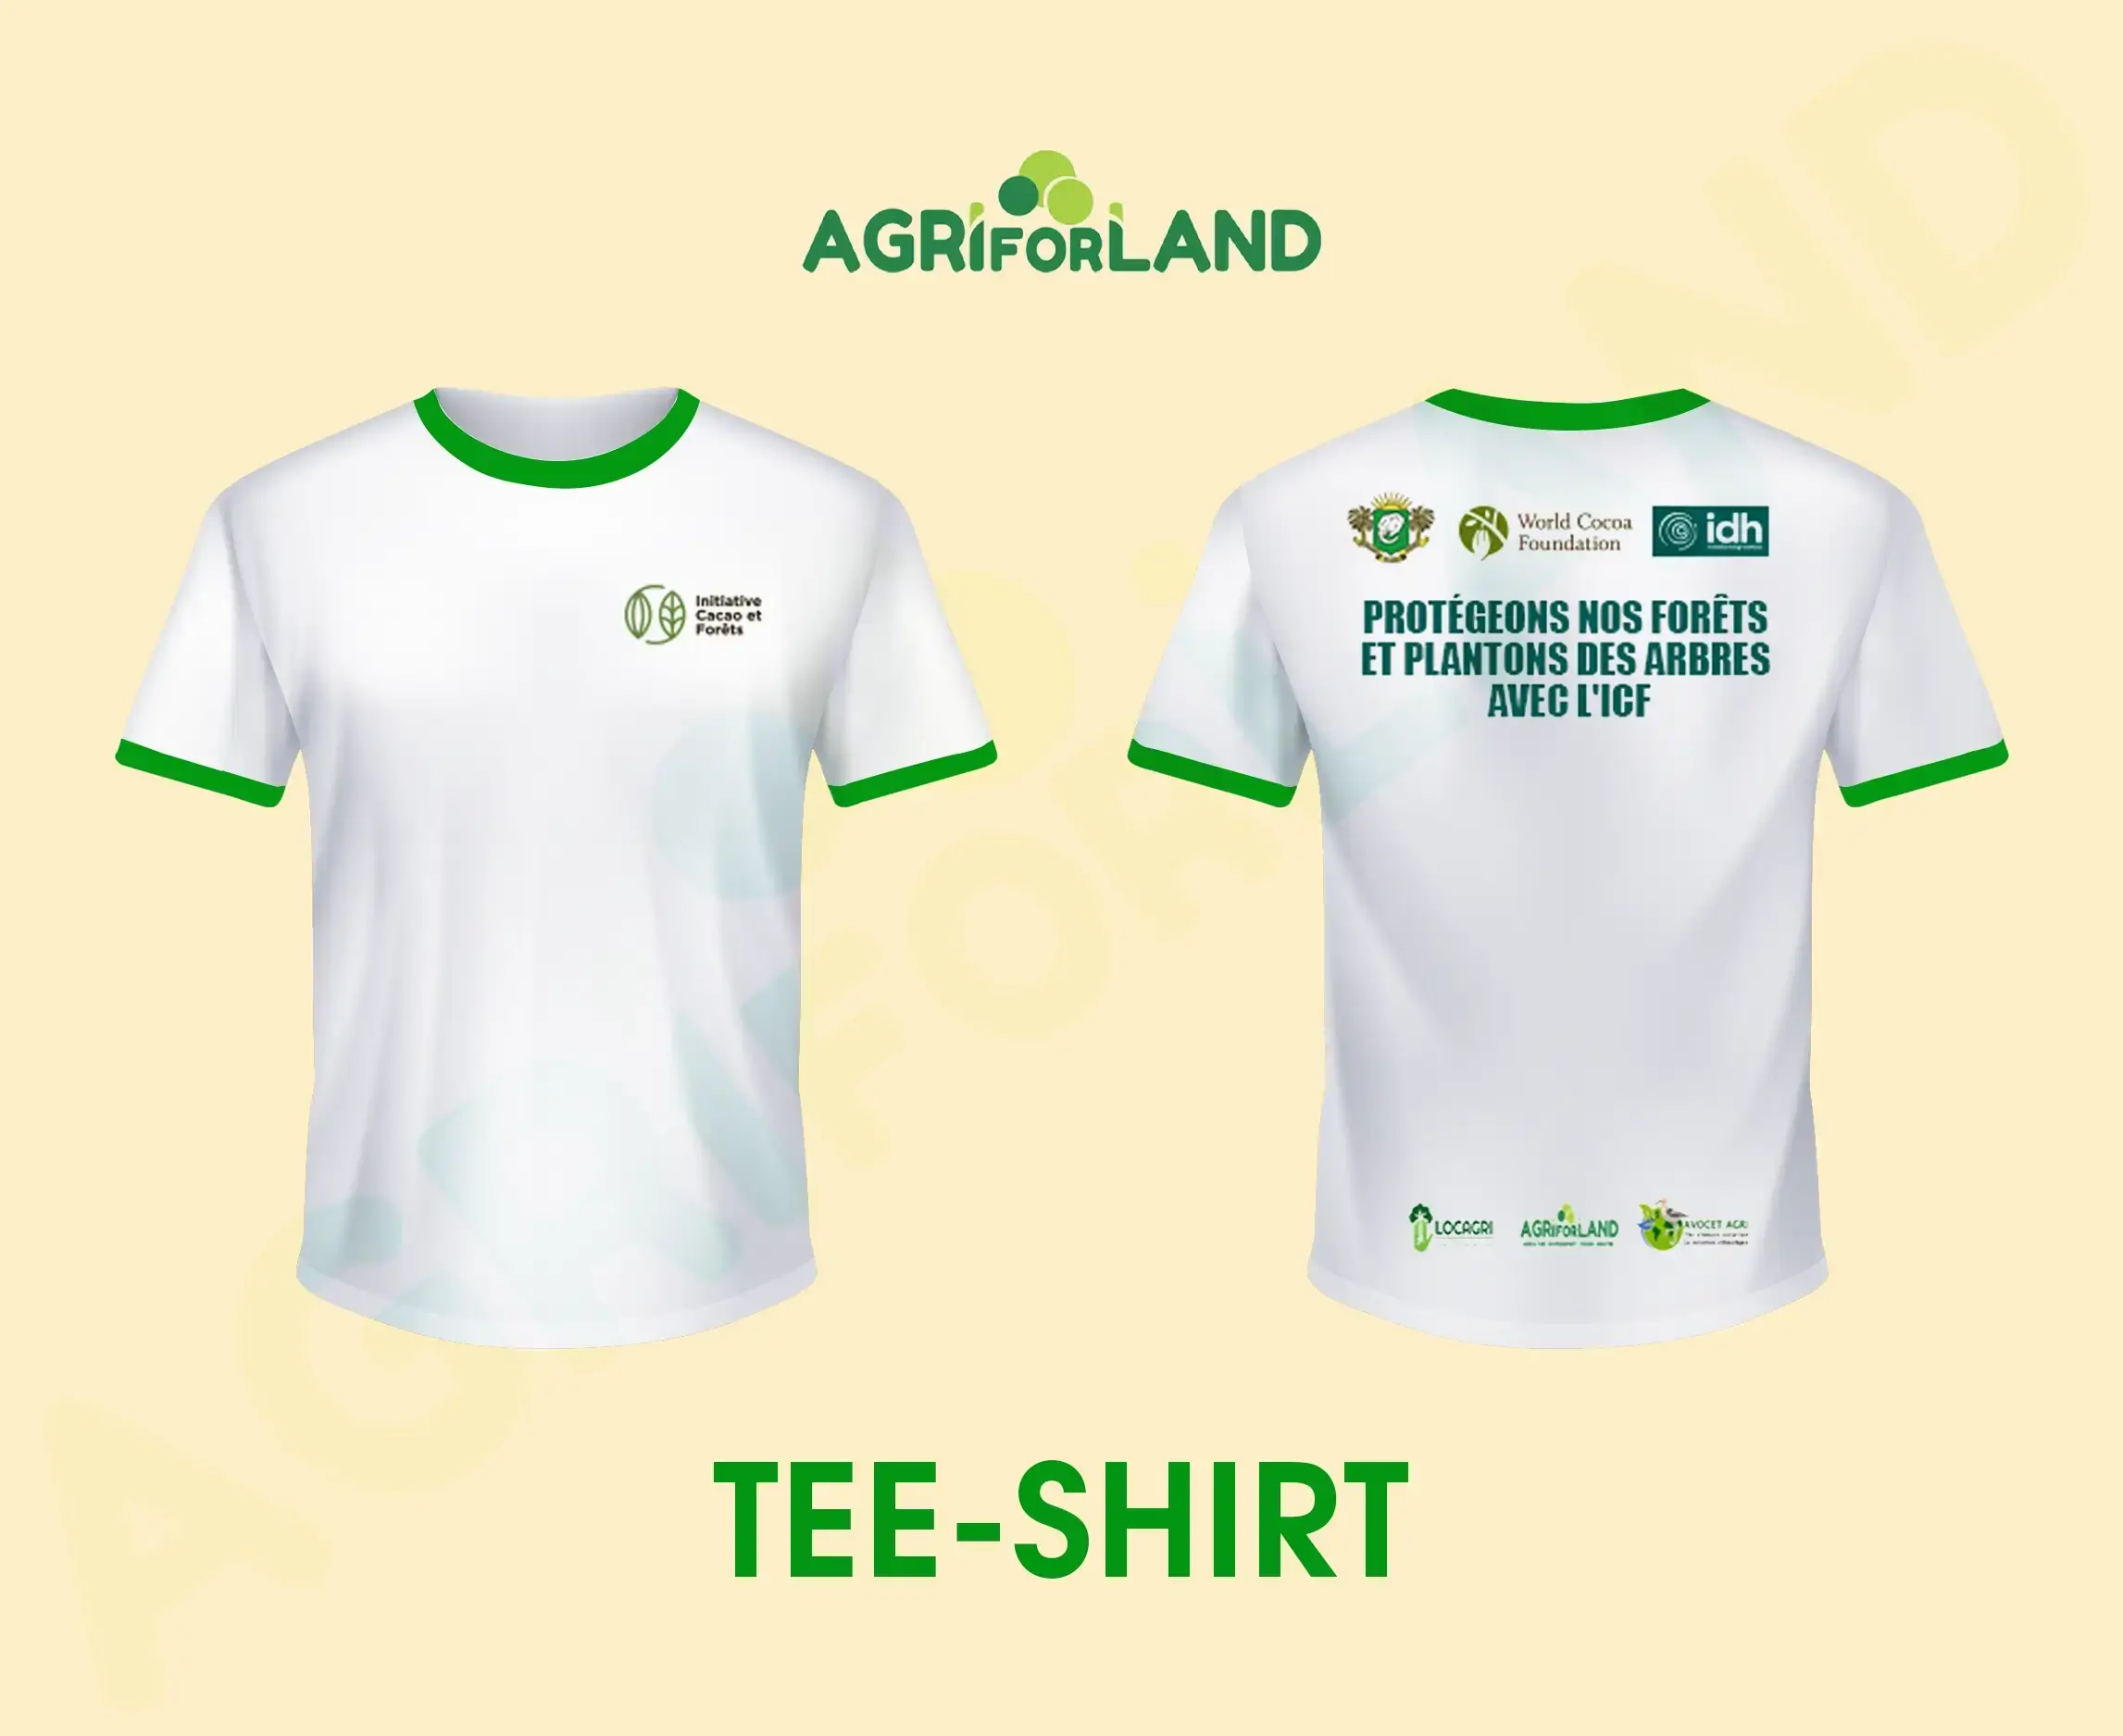 AGRIFORLAND
Initiative
Cacao et
Forêts
World Cocoa
Foundation
idh
PROTÉGEONS NOS FORÊTS
ET PLANTONS DES ARBRES
AVEC L'ICF
LOCAGRI
AGRIFORLAND
AVOCET AGRI
TEE-SHIRT
AGRIFORLAND